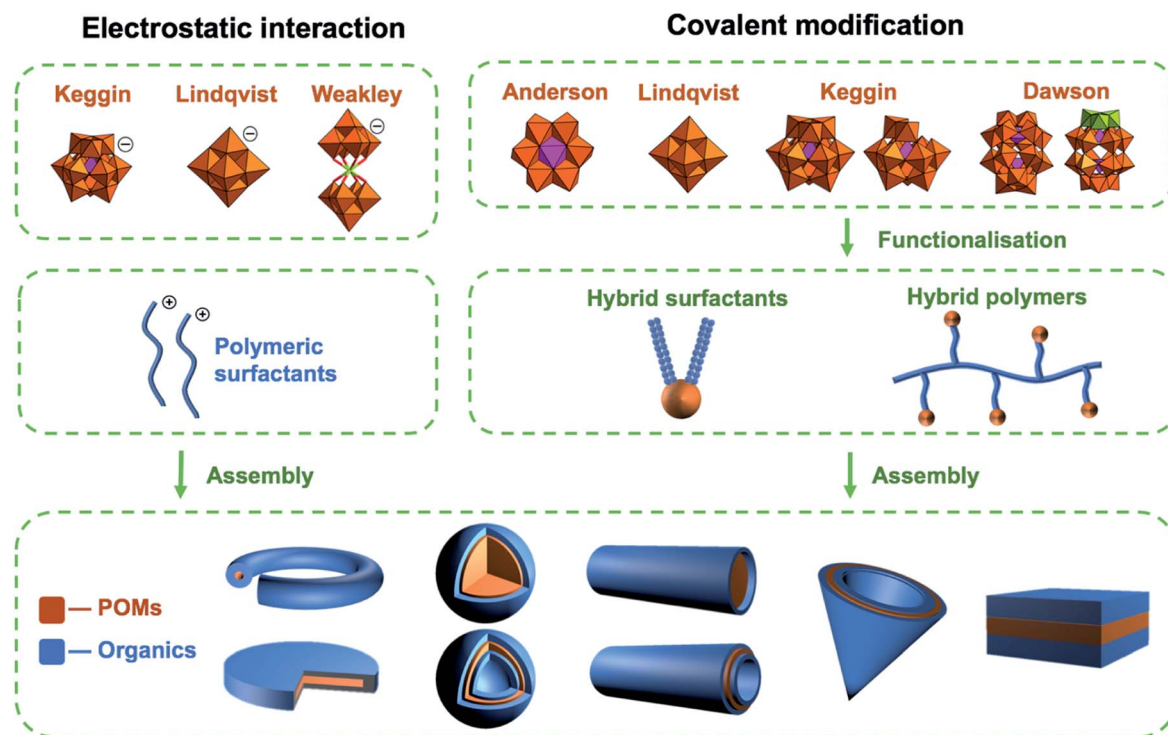 Electrostatic interaction
Covalent modification
Keggin
Lindqvist
Weakley
Anderson
Lindqvist
Keggin
Dawson
Functionalisation
Polymeric
surfactants
Hybrid surfactants
Hybrid polymers
Assembly
Assembly
POMs
Organics